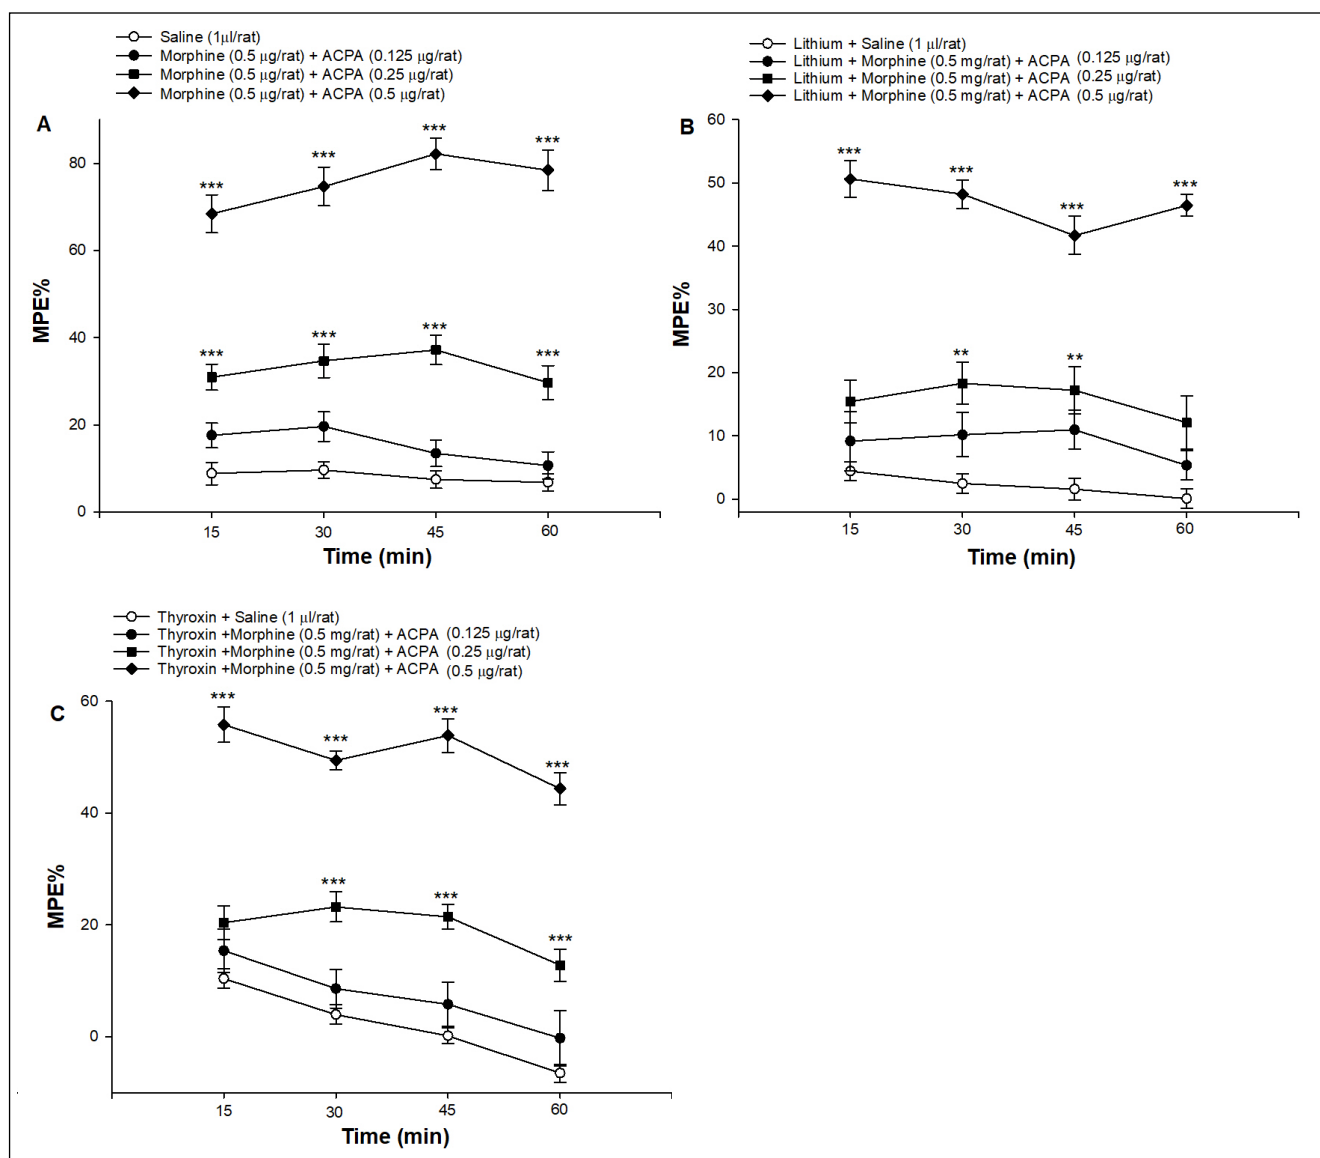 Saline (1μl/rat)
Morphine (0.5 μg/rat) + ACPA (0.125 μg/rat)
Morphine (0.5 μg/rat) + ACPA (0.25 μg/rat)
Morphine (0.5 μg/rat) + ACPA (0.5 μg/rat)
A
***
***
***
***
***
***
***
***
80
60
40
20
0
MPE%
15 30 45 60
Time (min)
Lithium + Saline (1 μl/rat)
Lithium + Morphine (0.5 mg/rat) + ACPA (0.125 μg/rat)
Lithium + Morphine (0.5 mg/rat) + ACPA (0.25 μg/rat)
Lithium + Morphine (0.5 mg/rat) + ACPA (0.5 μg/rat)
B
***
***
***
***
**
**
60
50
40
30
20
10
0
MPE%
15 30 45 60
Time (min)
Thyroxin + Saline (1 μl/rat)
Thyroxin +Morphine (0.5 mg/rat) + ACPA (0.125 μg/rat)
Thyroxin +Morphine (0.5 mg/rat) + ACPA (0.25 μg/rat)
Thyroxin +Morphine (0.5 mg/rat) + ACPA (0.5 μg/rat)
C
***
***
***
***
***
***
***
60
40
20
0
MPE%
15 30 45 60
Time (min)